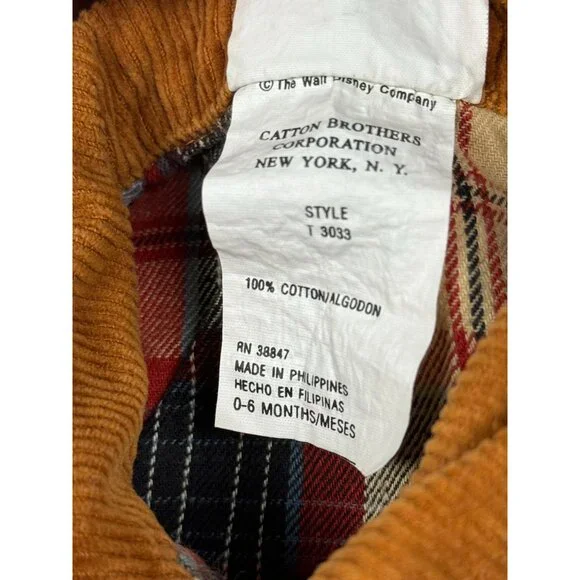 © The Walt Disney Company
CATTON BROTHERS
CORPORATION
NEW YORK, N. Y.
STYLE
T 3033
100% COTTON/ALGODON
RN 38847
MADE IN PHILIPPINES
HECHO EN FILIPINAS
0-6 MONTHS/MESES